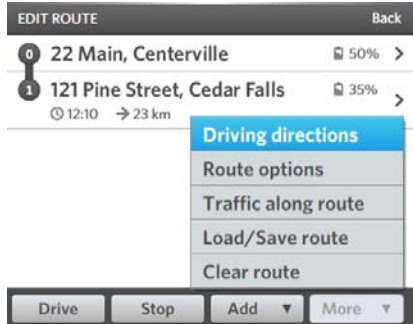 EDIT ROUTE Back
0 22 Main, Centerville 50%
1 121 Pine Street, Cedar Falls 35%
12:10 23 km
Driving directions
Route options
Traffic along route
Load/Save route
Clear route
Drive Stop Add More